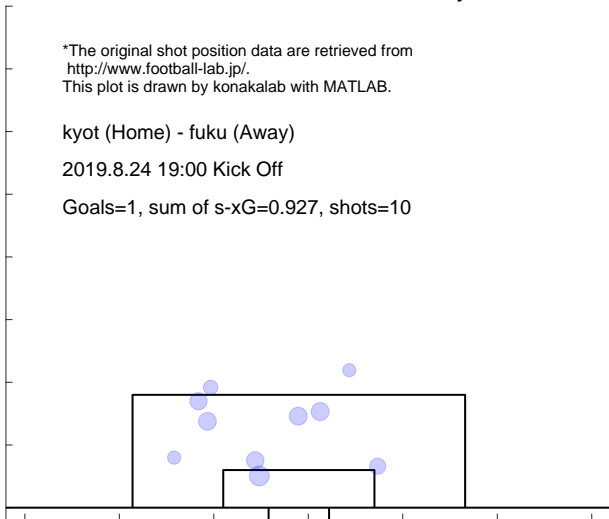 *The original shot position data are retrieved from
http://www.football-lab.jp/.
This plot is drawn by konakalab with MATLAB.
kyot (Home) - fuku (Away)
2019.8.24 19:00 Kick Off
Goals=1, sum of s-xG=0.927, shots=10